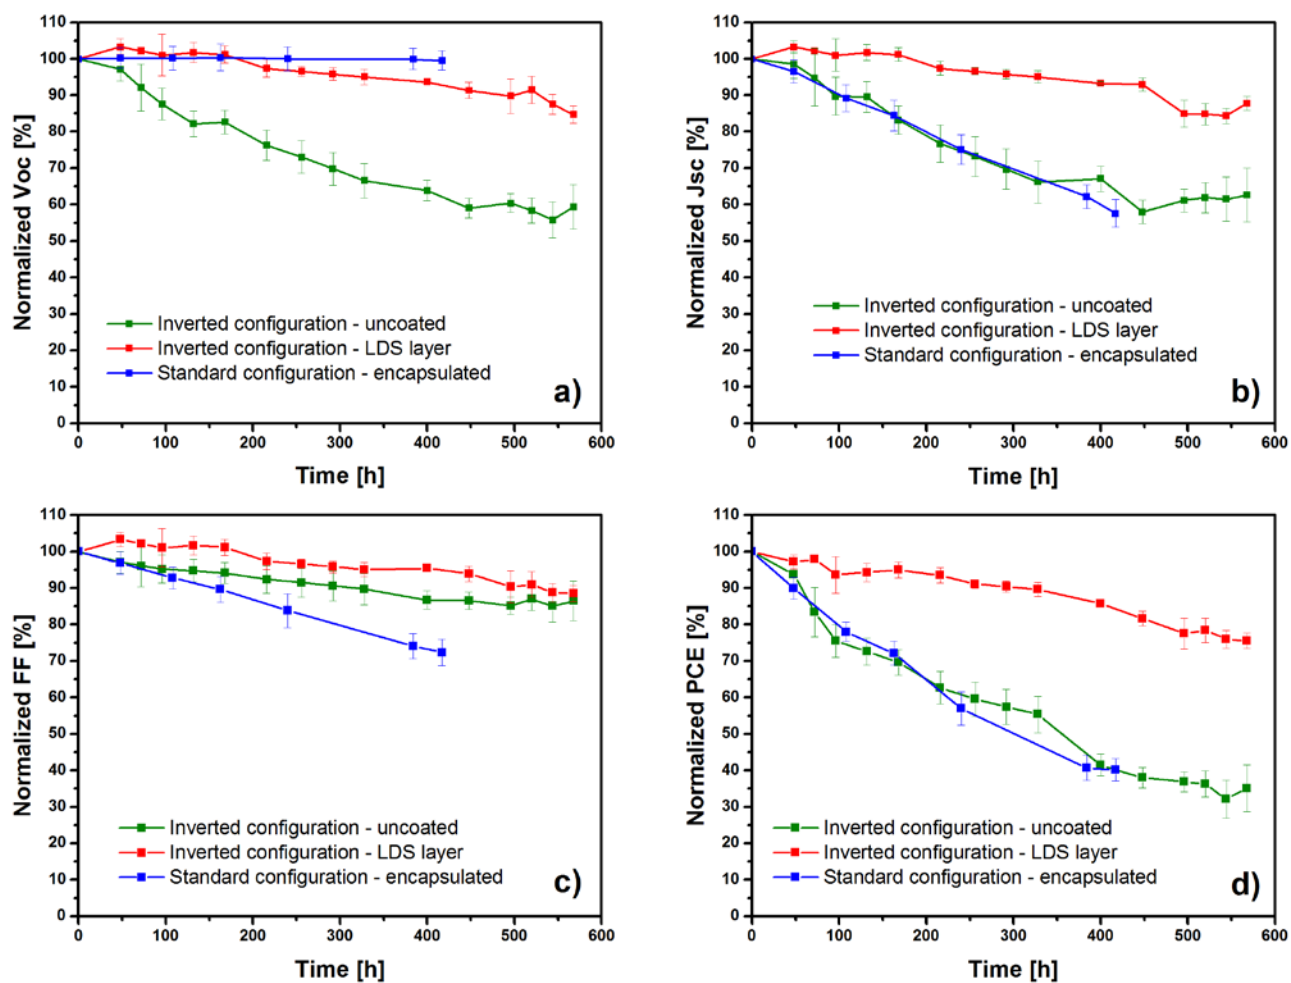 Normalized Voc [%]
110
100
90
80
70
60
50
40
30
20
10
0
Inverted configuration - uncoated
Inverted configuration - LDS layer
Standard configuration - encapsulated
a)
0 100 200 300 400 500 600
Time [h]
Normalized Jsc [%]
110
100
90
80
70
60
50
40
30
20
10
0
Inverted configuration - uncoated
Inverted configuration - LDS layer
Standard configuration - encapsulated
b)
0 100 200 300 400 500 600
Time [h]
Normalized FF [%]
110
100
90
80
70
60
50
40
30
20
10
0
Inverted configuration - uncoated
Inverted configuration - LDS layer
Standard configuration - encapsulated
c)
0 100 200 300 400 500 600
Time [h]
Normalized PCE [%]
110
100
90
80
70
60
50
40
30
20
10
0
Inverted configuration - uncoated
Inverted configuration - LDS layer
Standard configuration - encapsulated
d)
0 100 200 300 400 500 600
Time [h]